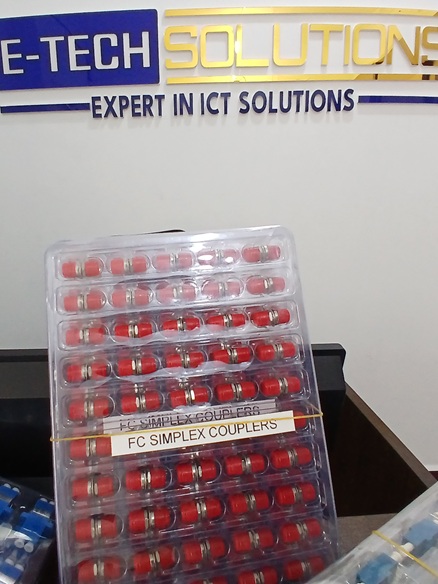 E-TECH SOLUTIONS
EXPERT IN ICT SOLUTIONS
FC SIMPLEX COUPLERS
FC SIMPLEX COUPLERS